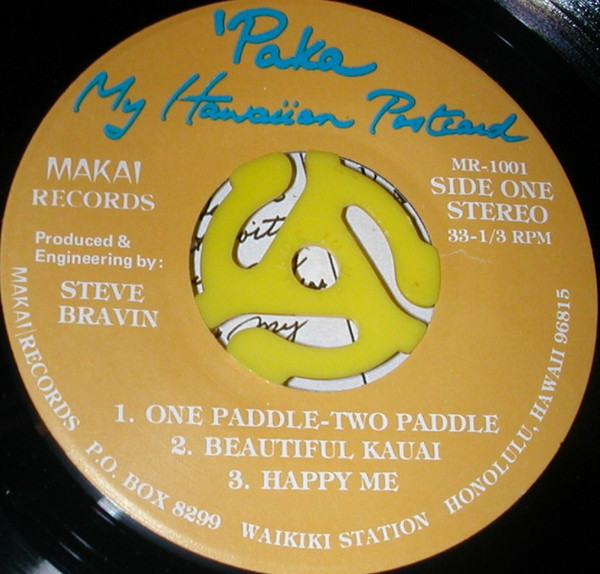 'Paka
My Hawaiian Postcard
MAKAI
RECORDS
MR-1001
SIDE ONE
STEREO
33-1/3 RPM
Produced &
Engineering by:
STEVE
BRAVIN
my
1. ONE PADDLE-TWO PADDLE
2. BEAUTIFUL KAUAI
3. HAPPY ME
MAKAI RECORDS P.O. BOX 8299 WAIKIKI STATION HONOLULU, HAWAII 96815